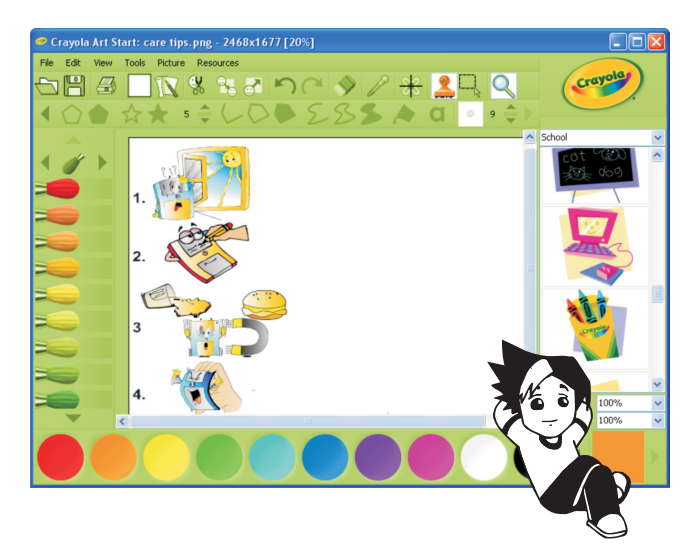 Crayola Art Start: care tips.png - 2468x1677 [20%]
File Edit View Tools Picture Resources
Crayola
5
a
9
School
cat
dog
1.
2.
3
4.
Crayola
100%
100%